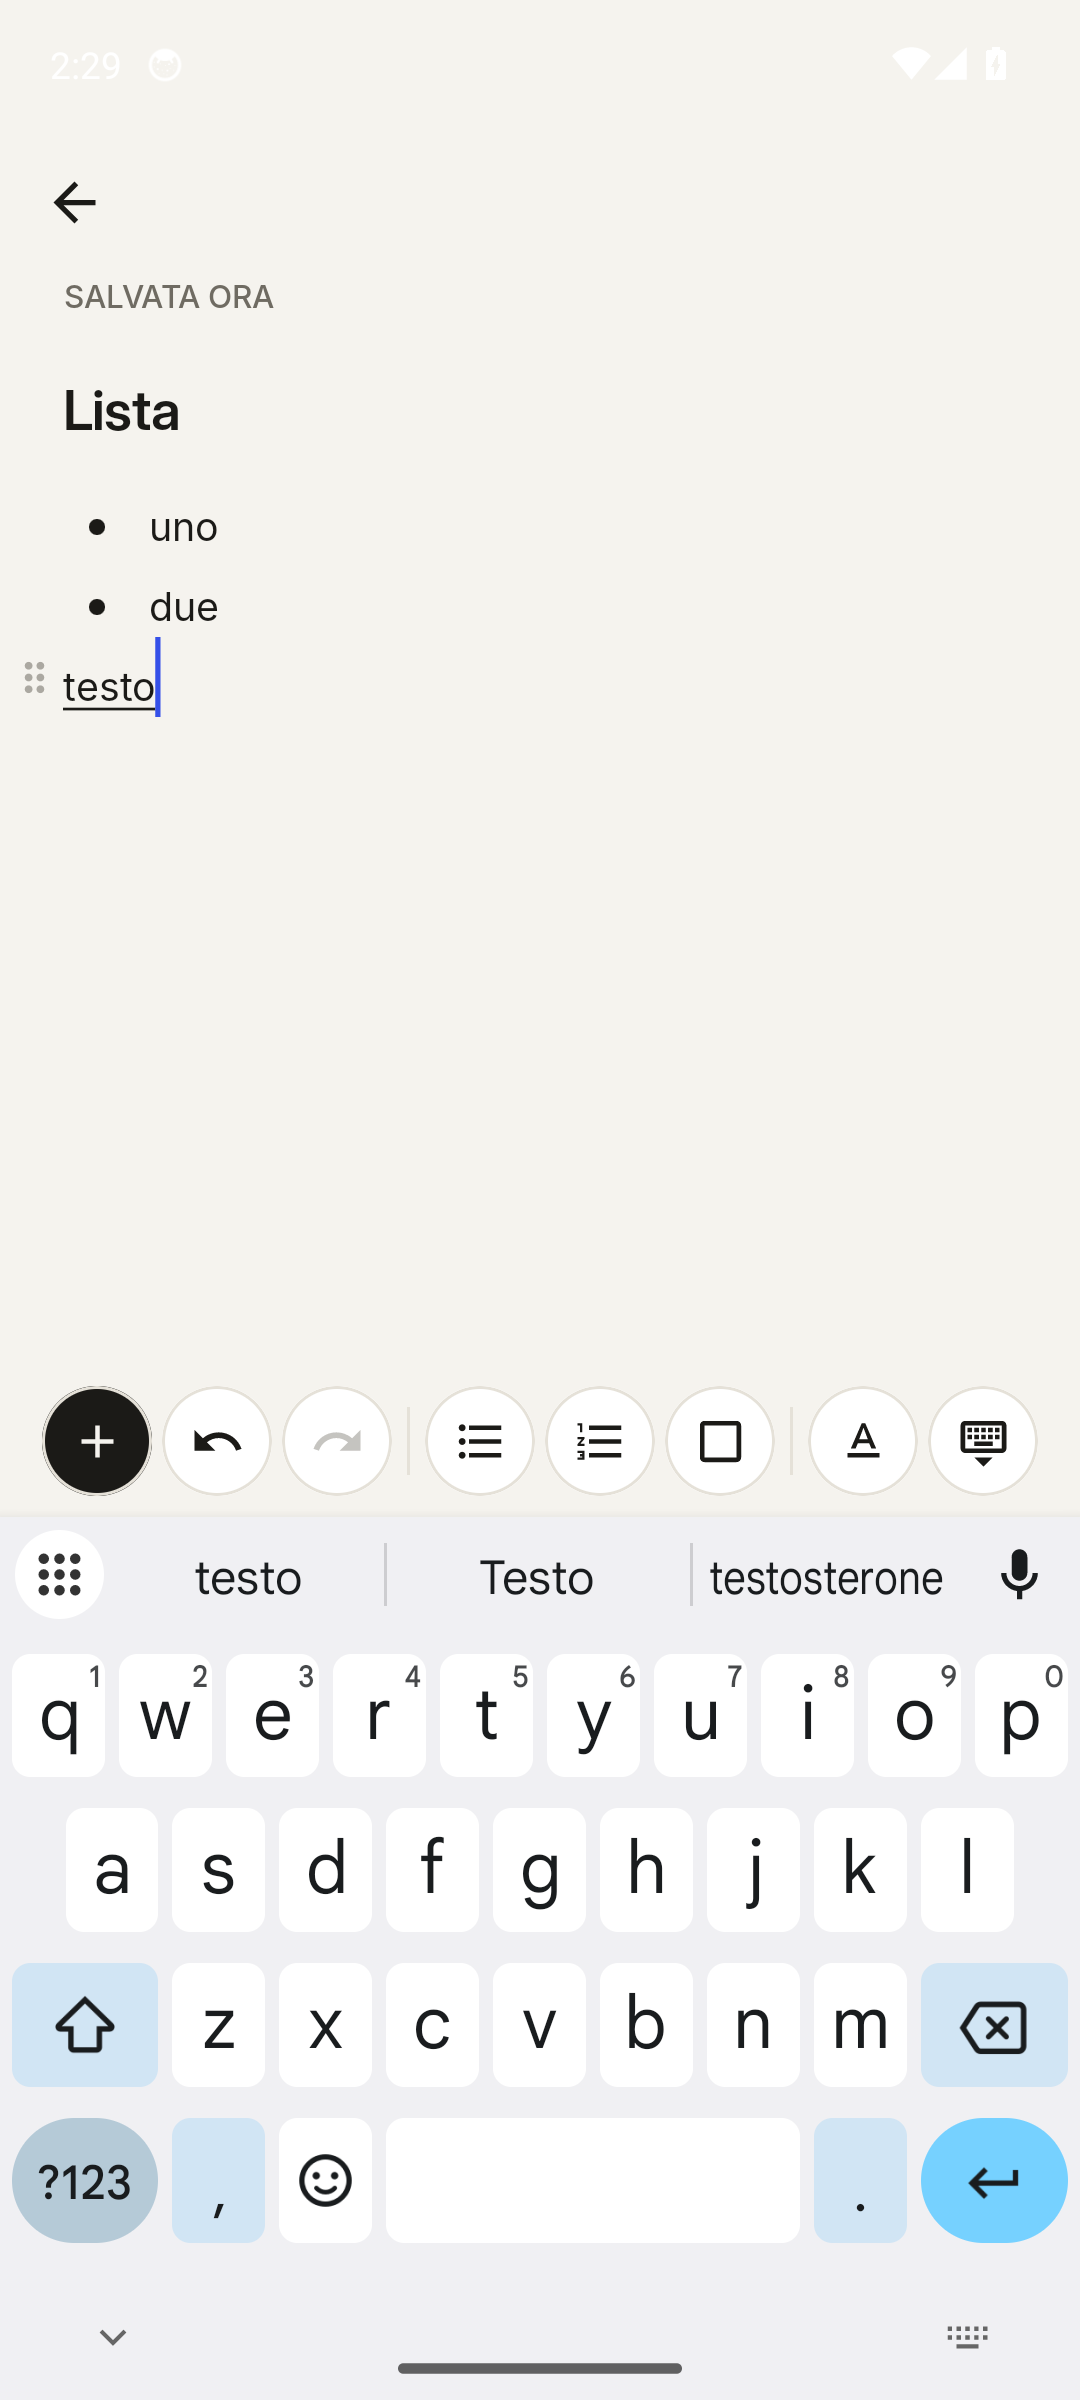 2:29
SALVATA ORA
Lista
• uno
• due
testo
testo Testo testosterone
q1 w2 e3 r4 t5 y6 u7 i8 o9 p0
a s d f g h j k l
z x c v b n m
?123 , .